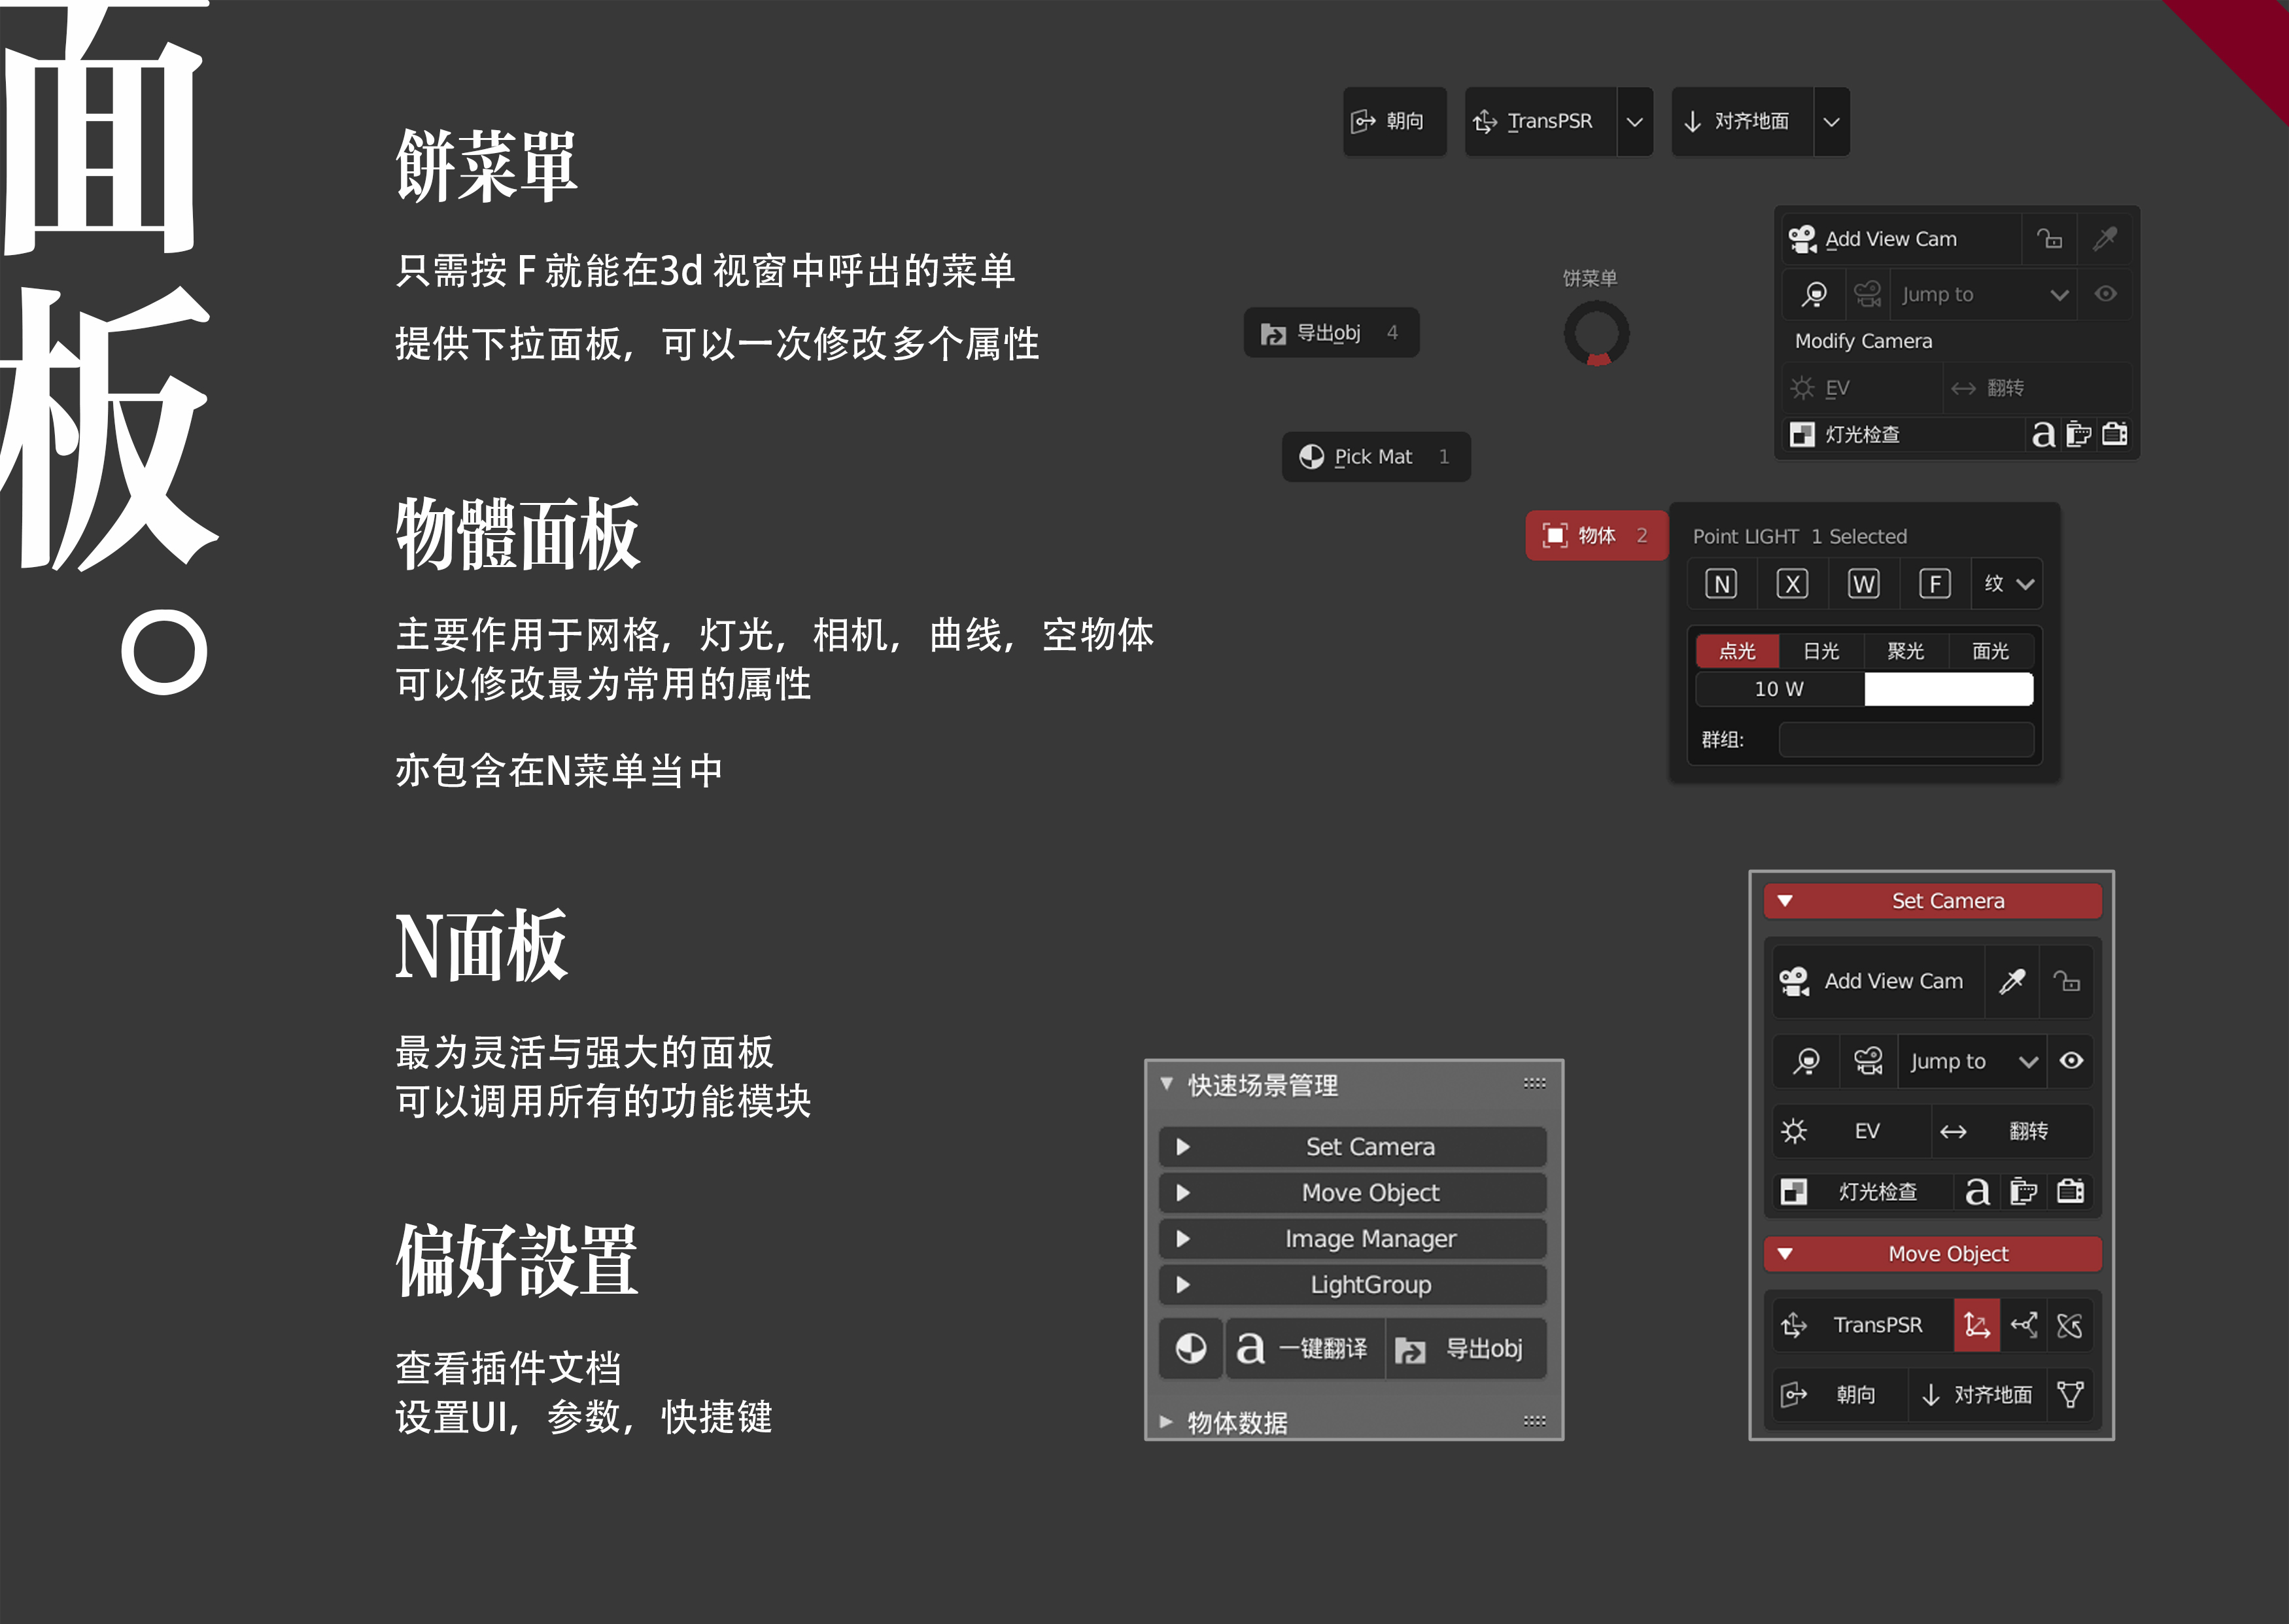 面板。
餅菜單
只需按 F 就能在3d 视窗中呼出的菜单
提供下拉面板，可以一次修改多个属性
物體面板
主要作用于网格，灯光，相机，曲线，空物体
可以修改最为常用的属性
亦包含在N菜单当中
N面板
最为灵活与强大的面板
可以调用所有的功能模块
偏好設置
查看插件文档
设置UI，参数，快捷键
朝向
TransPSR
对齐地面
饼菜单
导出obj 4
Pick Mat 1
物体 2
Add View Cam
Jump to
Modify Camera
EV
翻转
灯光检查
a
Point LIGHT 1 Selected
N X W F 纹
点光 日光 聚光 面光
10 W
群组:
快速场景管理
Set Camera
Move Object
Image Manager
LightGroup
a 一键翻译 导出obj
物体数据
Set Camera
Add View Cam
Jump to
EV 翻转
灯光检查 a
Move Object
TransPSR
朝向 对齐地面